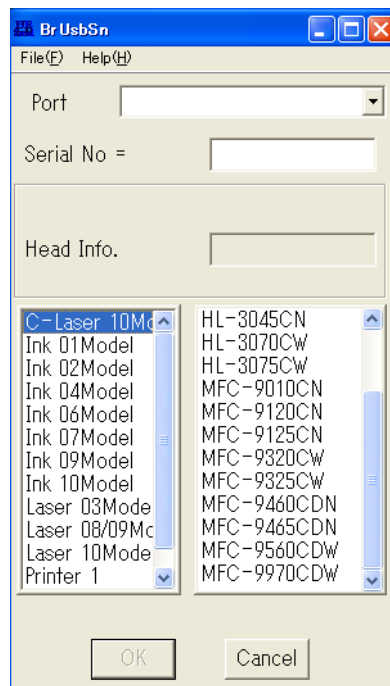 BrUsbSn
File(F) Help(H)
Port
Serial No =
Head Info.
C-Laser 10Mo
Ink 01Model
Ink 02Model
Ink 04Model
Ink 06Model
Ink 07Model
Ink 09Model
Ink 10Model
Laser 03Mode
Laser 08/09Mo
Laser 10Mode
Printer 1
HL-3045CN
HL-3070CW
HL-3075CW
MFC-9010CN
MFC-9120CN
MFC-9125CN
MFC-9320CW
MFC-9325CW
MFC-9460CDN
MFC-9465CDN
MFC-9560CDW
MFC-9970CDW
OK Cancel